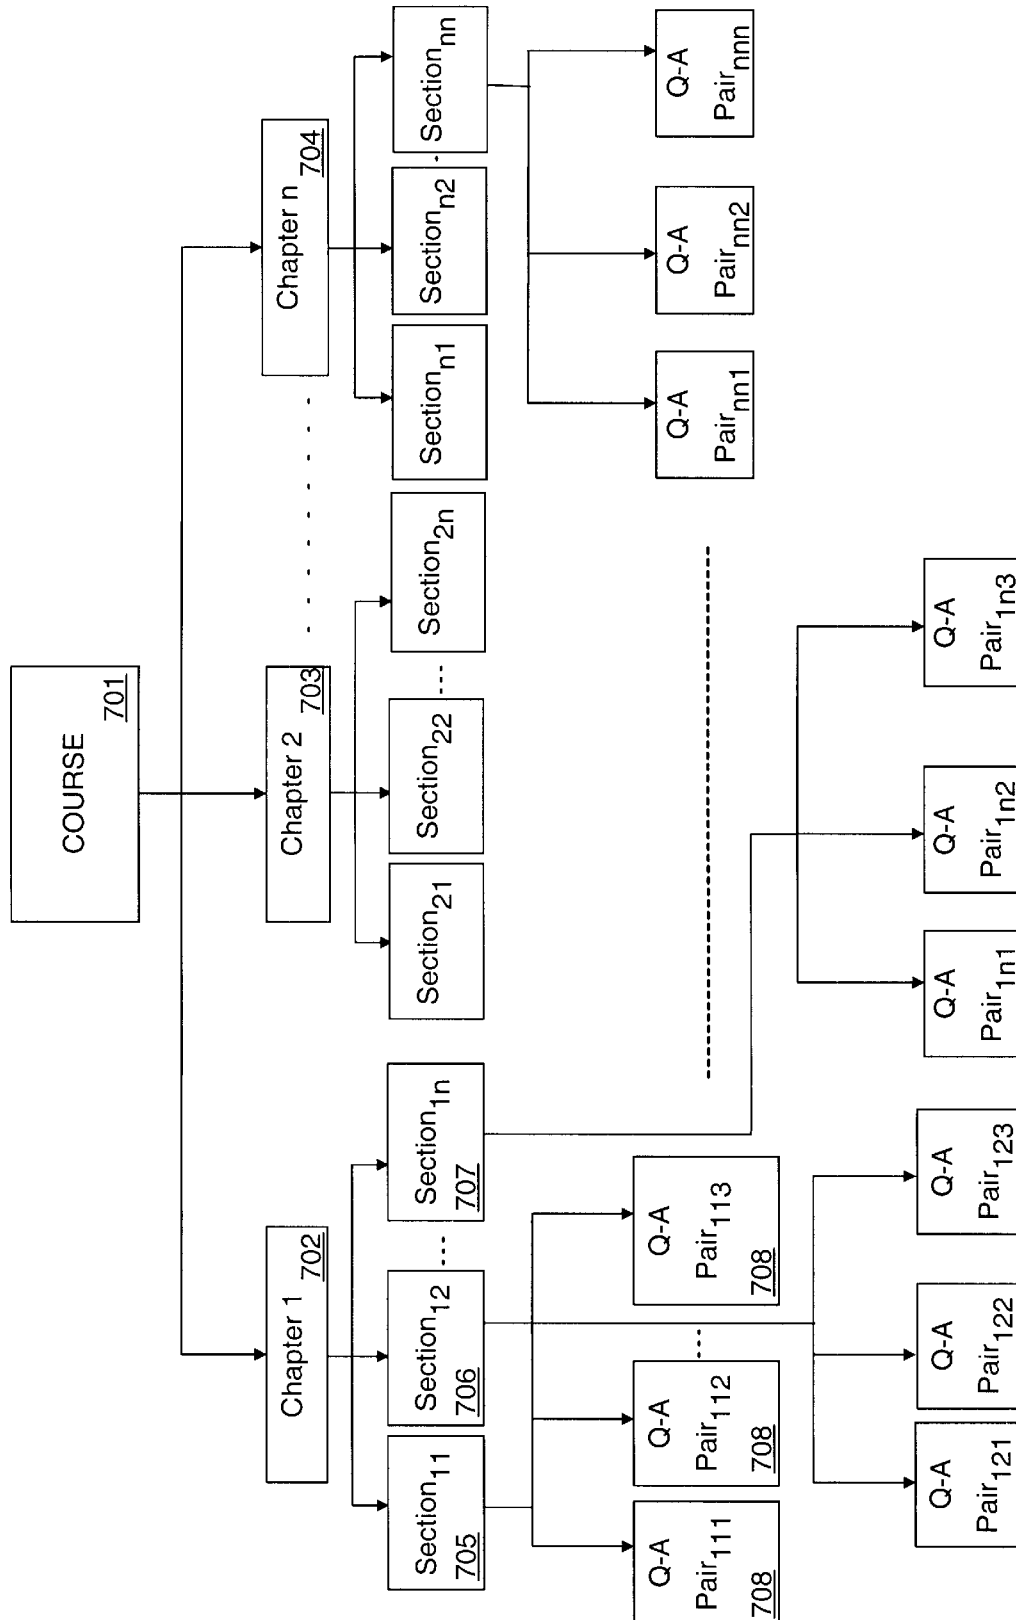 COURSE
701
Chapter 1
702
Chapter 2
703
Chapter n
704
Section11
705
Section12
706
Section1n
707
Section21
Section22
Section2n
Sectionn1
Sectionn2
Sectionnn
Q-A
Pair111
708
Q-A
Pair112
708
Q-A
Pair113
708
Q-A
Pairnn1
Q-A
Pairnn2
Q-A
Pairnnn
Q-A
Pair121
Q-A
Pair122
Q-A
Pair123
Q-A
Pair1n1
Q-A
Pair1n2
Q-A
Pair1n3